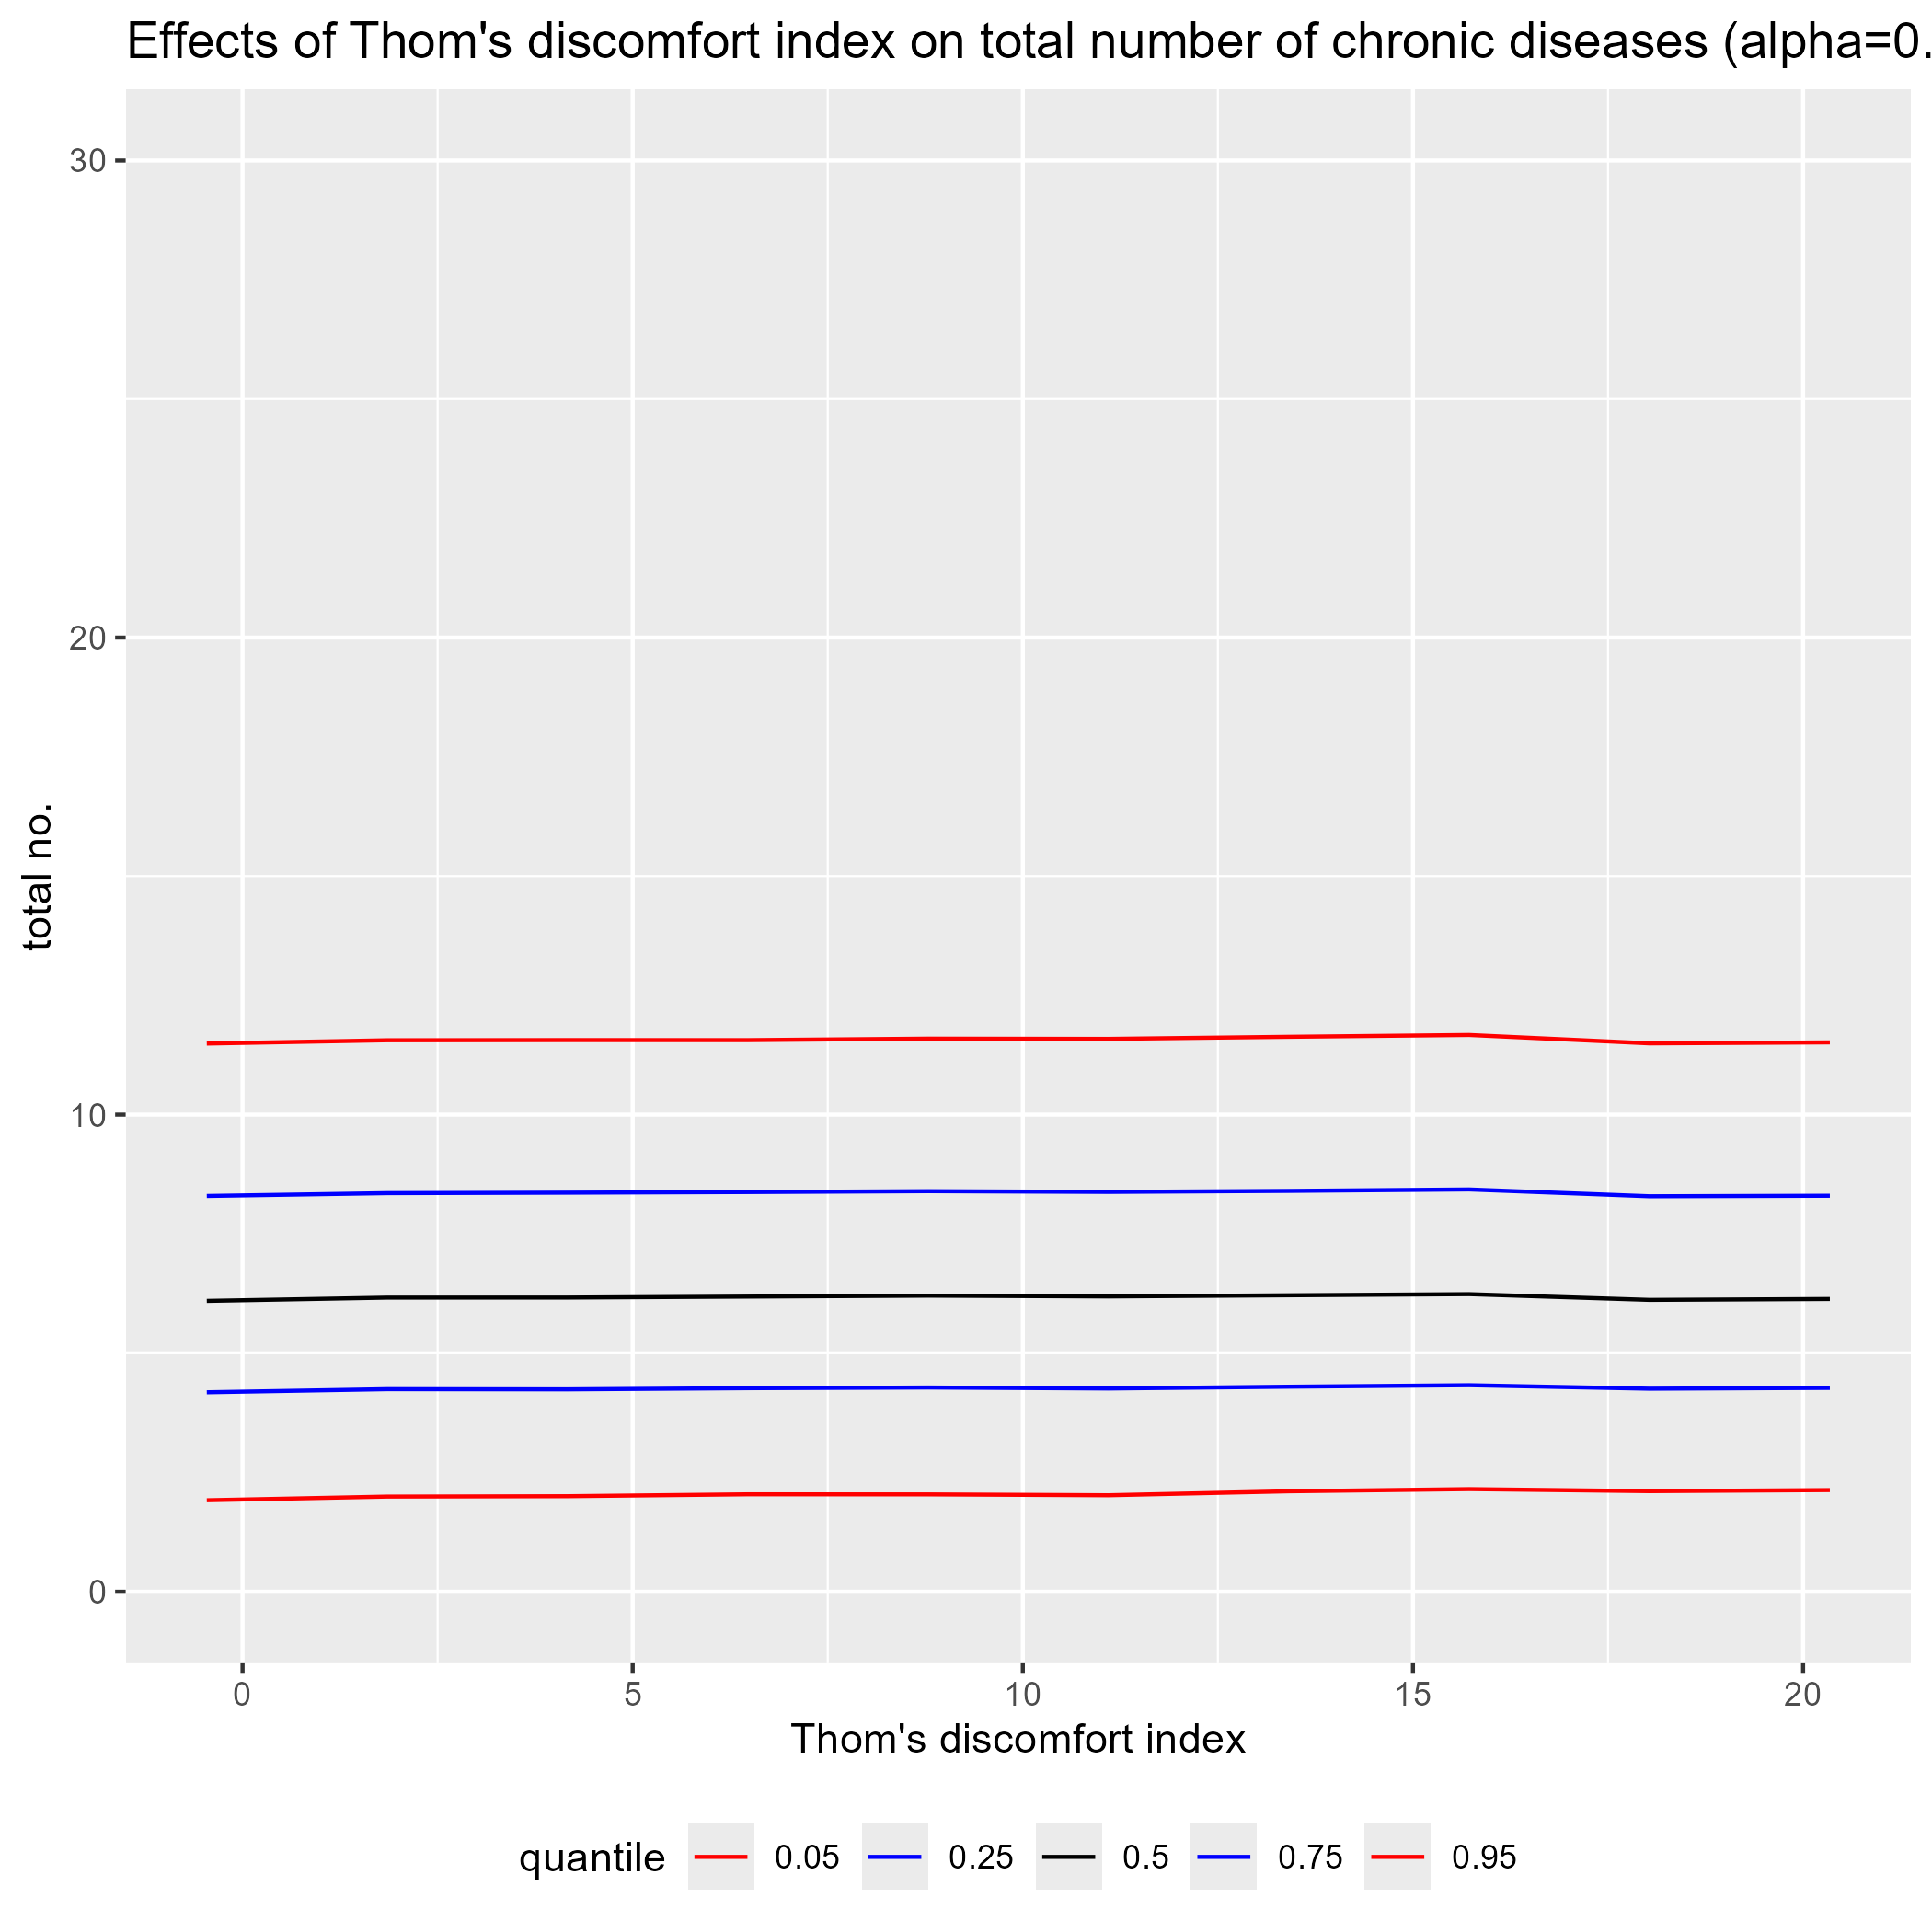 Effects of Thom's discomfort index on total number of chronic diseases (alpha=0.
30
20
10
0
total no.
0 5 10 15 20
Thom's discomfort index
quantile 0.05 0.25 0.5 0.75 0.95